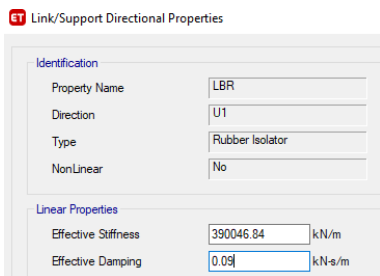 ET Link/Support Directional Properties
Identification
Property Name LBR
Direction U1
Type Rubber Isolator
NonLinear No
Linear Properties
Effective Stiffness 390046.84 kN/m
Effective Damping 0.09 kN-s/m